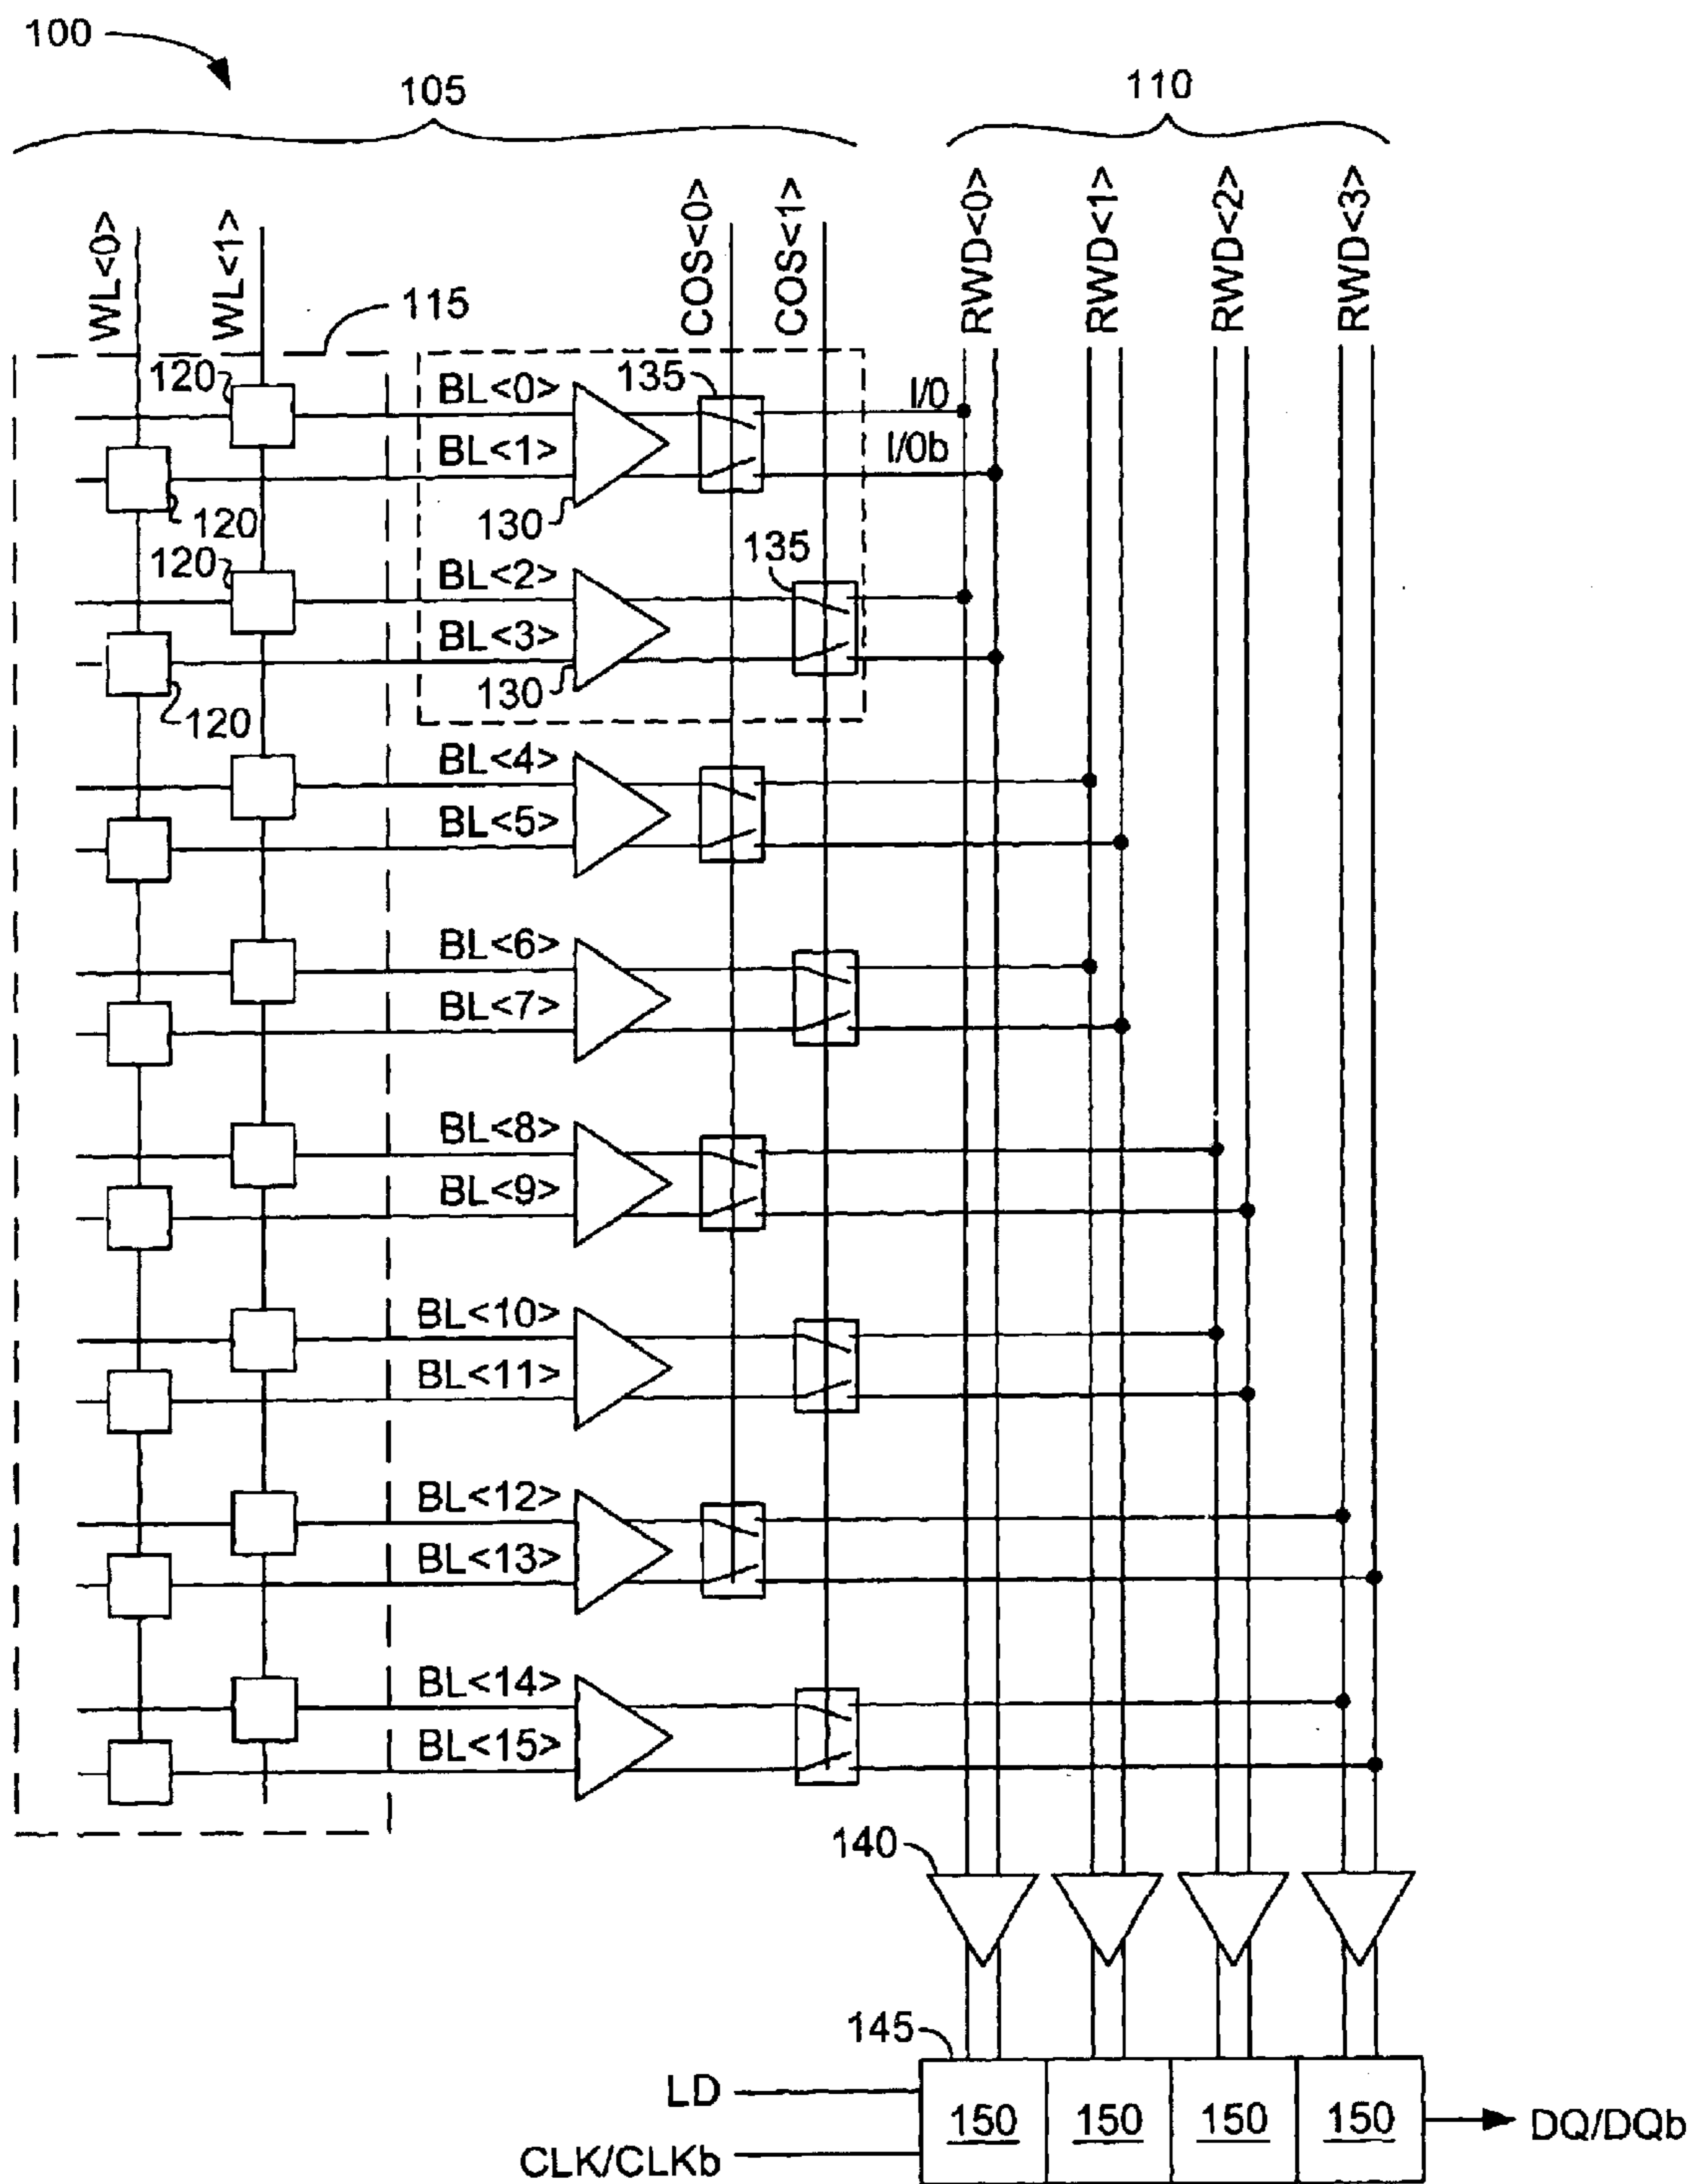 100
105
110
WL<0>
WL<1>
COS<0>
COS<1>
RWD<0>
RWD<1>
RWD<2>
RWD<3>
115
120
BL<0>
135
I/0
BL<1>
I/0b
120
130
120
BL<2>
135
BL<3>
120
130
BL<4>
BL<5>
BL<6>
BL<7>
BL<8>
BL<9>
BL<10>
BL<11>
BL<12>
BL<13>
BL<14>
BL<15>
140
145
LD
150 150 150 150
DQ/DQb
CLK/CLKb